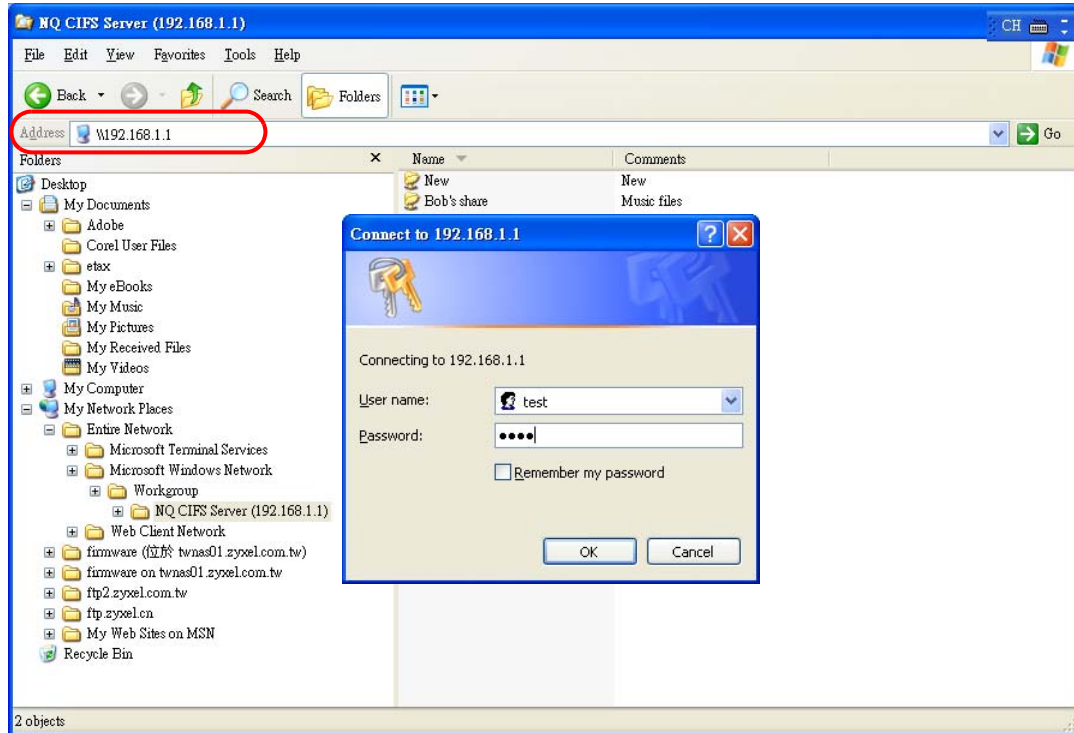 NQ CIFS Server (192.168.1.1)
CH
File Edit View Favorites Tools Help
Back Search Folders
Address \\192.168.1.1 Go
Folders
Name Comments
New New
Bob's share Music files
Desktop
My Documents
Adobe
Corel User Files
etax
My eBooks
My Music
My Pictures
My Received Files
My Videos
My Computer
My Network Places
Entire Network
Microsoft Terminal Services
Microsoft Windows Network
Workgroup
NQ CIFS Server (192.168.1.1)
Web Client Network
firmware (位於 twnas01.zyxel.com.tw)
firmware on twnas01.zyxel.com.tw
ftp2.zyxel.com.tw
ftp.zyxel.cn
My Web Sites on MSN
Recycle Bin
Connect to 192.168.1.1
Connecting to 192.168.1.1
User name: test
Password: ••••
Remember my password
OK Cancel
2 objects